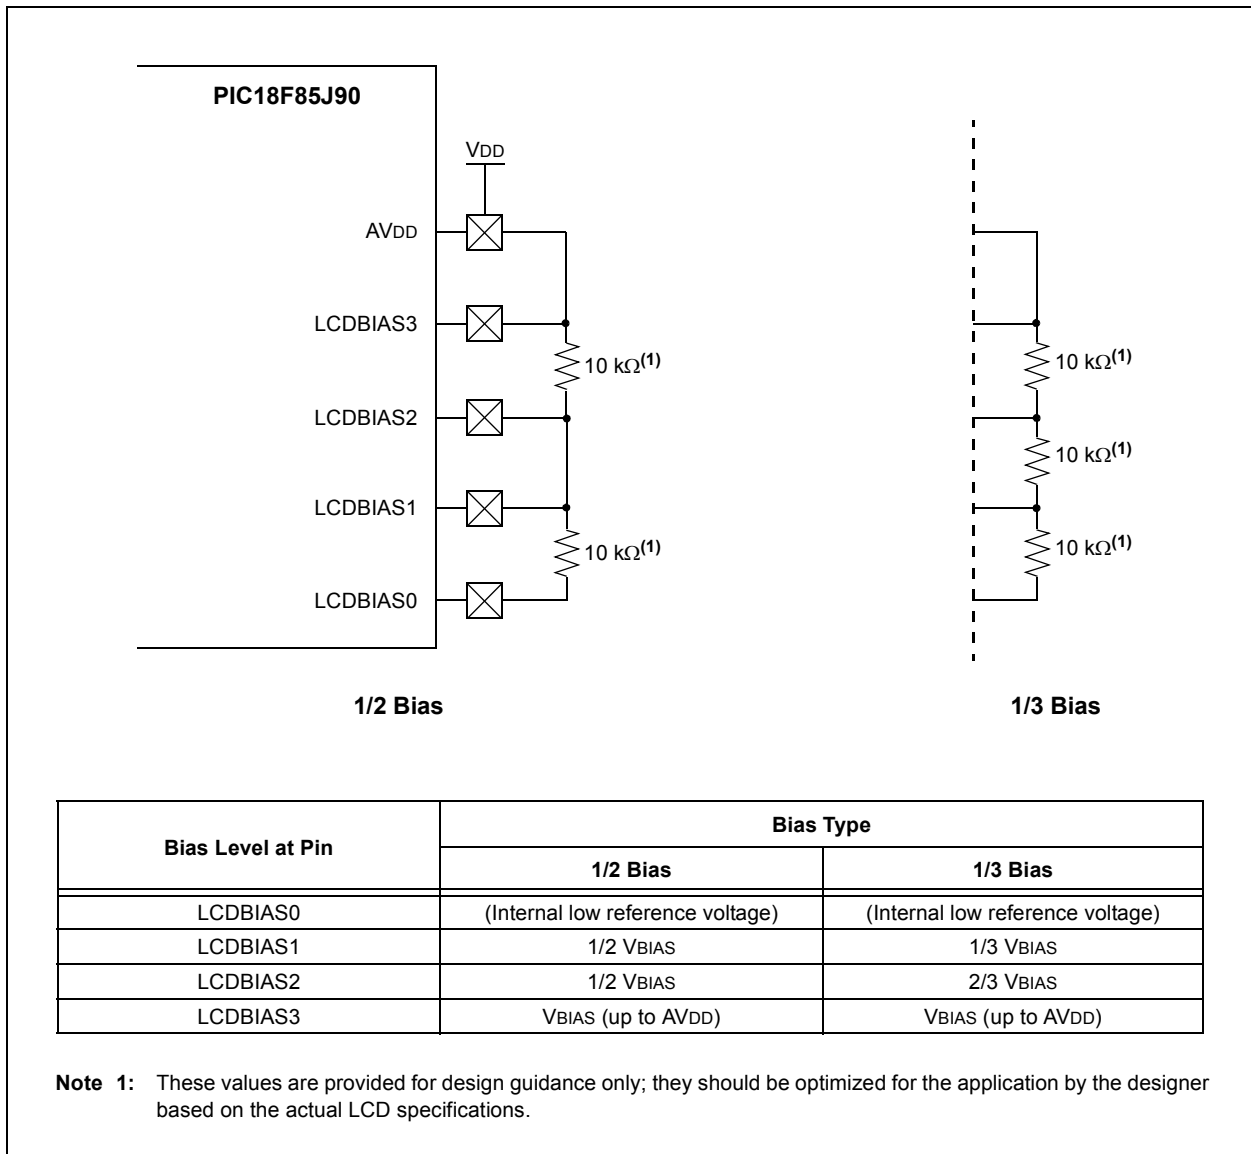 PIC18F85J90
VDD
AVDD
LCDBIAS3
10 kΩ(1)
LCDBIAS2
LCDBIAS1
10 kΩ(1)
LCDBIAS0
1/2 Bias
10 kΩ(1)
10 kΩ(1)
10 kΩ(1)
1/3 Bias
Bias Level at Pin
Bias Type
1/2 Bias 1/3 Bias
LCDBIAS0 (Internal low reference voltage) (Internal low reference voltage)
LCDBIAS1 1/2 VBIAS 1/3 VBIAS
LCDBIAS2 1/2 VBIAS 2/3 VBIAS
LCDBIAS3 VBIAS (up to AVDD) VBIAS (up to AVDD)
Note 1: These values are provided for design guidance only; they should be optimized for the application by the designer
based on the actual LCD specifications.